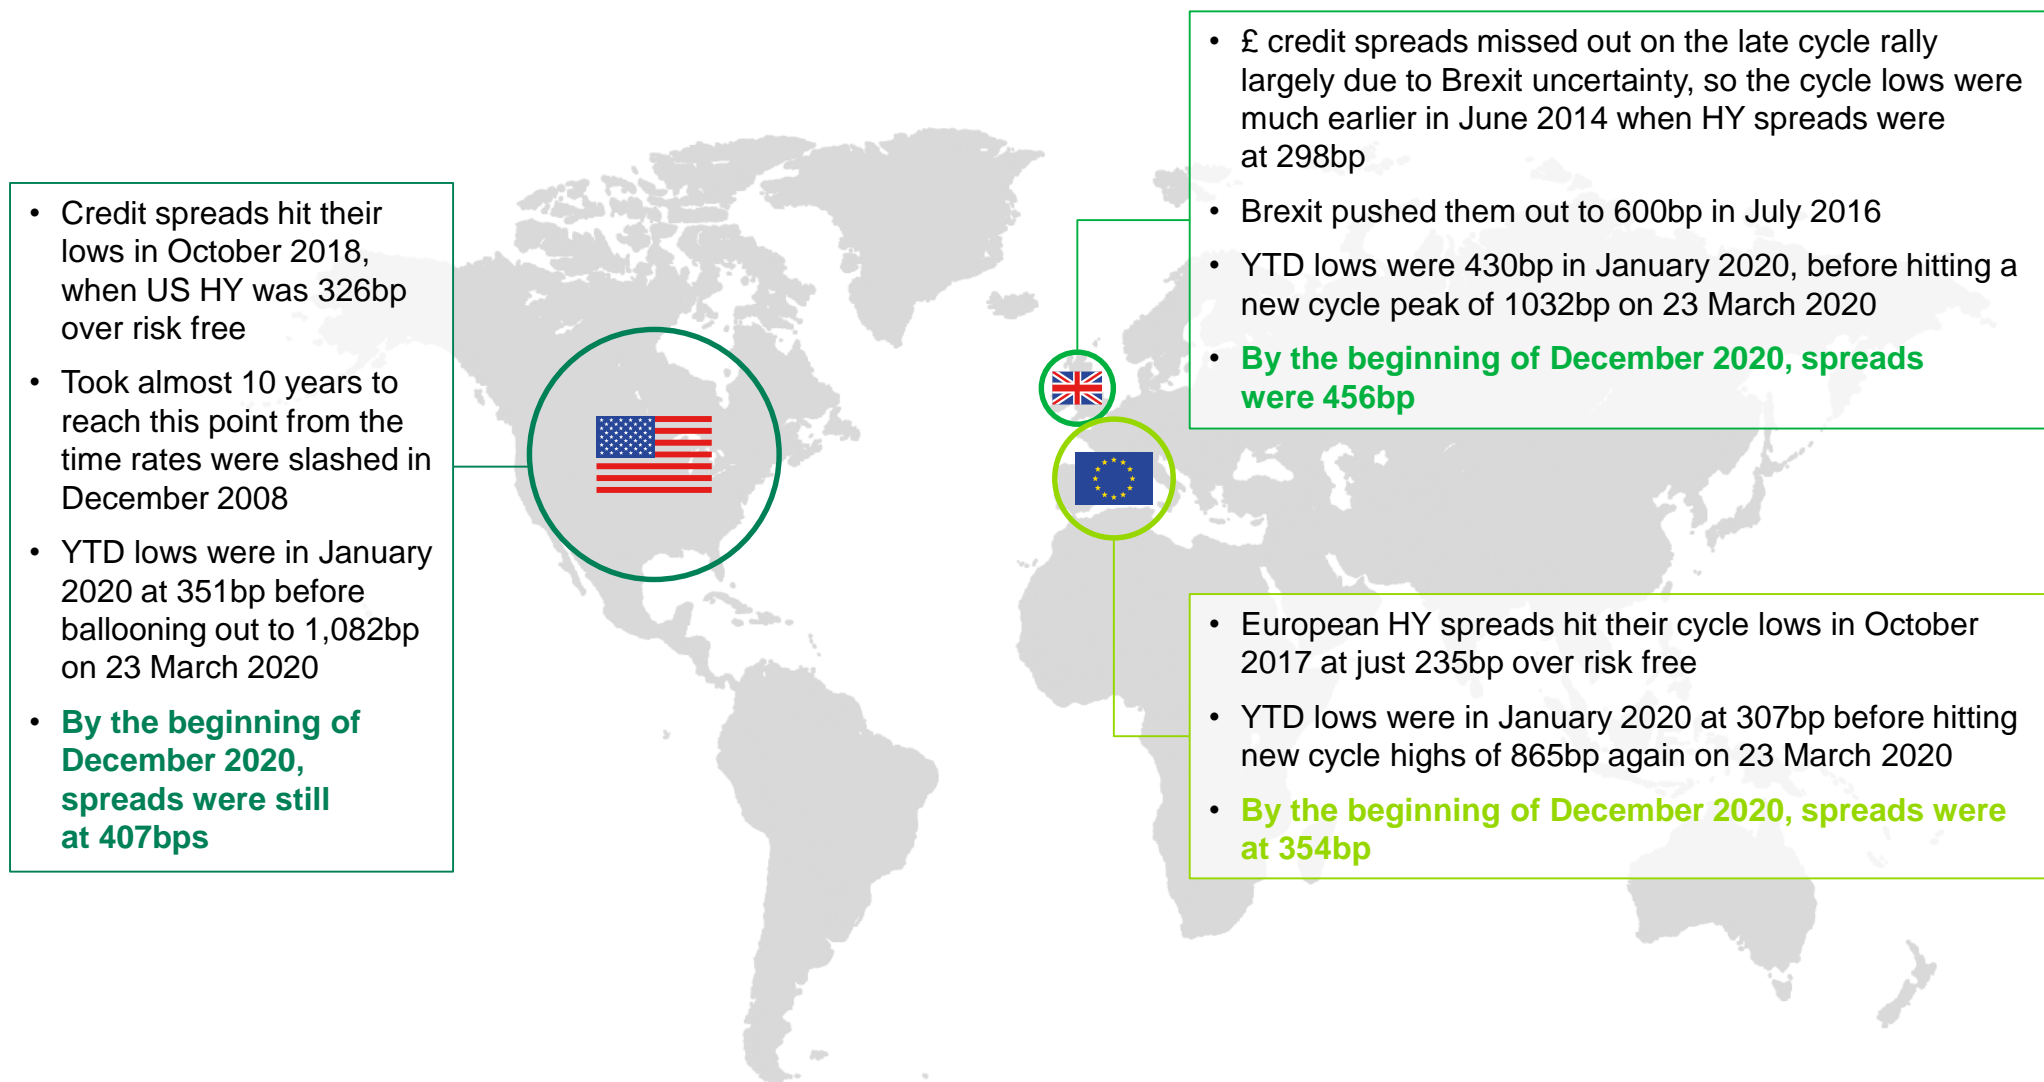 • Credit spreads hit their
lows in October 2018,
when US HY was 326bp
over risk free
• Took almost 10 years to
reach this point from the
time rates were slashed in
December 2008
• YTD lows were in January
2020 at 351bp before
ballooning out to 1,082bp
on 23 March 2020
• By the beginning of
December 2020,
spreads were still
at 407bps
• £ credit spreads missed out on the late cycle rally
largely due to Brexit uncertainty, so the cycle lows were
much earlier in June 2014 when HY spreads were
at 298bp
• Brexit pushed them out to 600bp in July 2016
• YTD lows were 430bp in January 2020, before hitting a
new cycle peak of 1032bp on 23 March 2020
• By the beginning of December 2020, spreads
were 456bp
• European HY spreads hit their cycle lows in October
2017 at just 235bp over risk free
• YTD lows were in January 2020 at 307bp before hitting
new cycle highs of 865bp again on 23 March 2020
• By the beginning of December 2020, spreads were
at 354bp